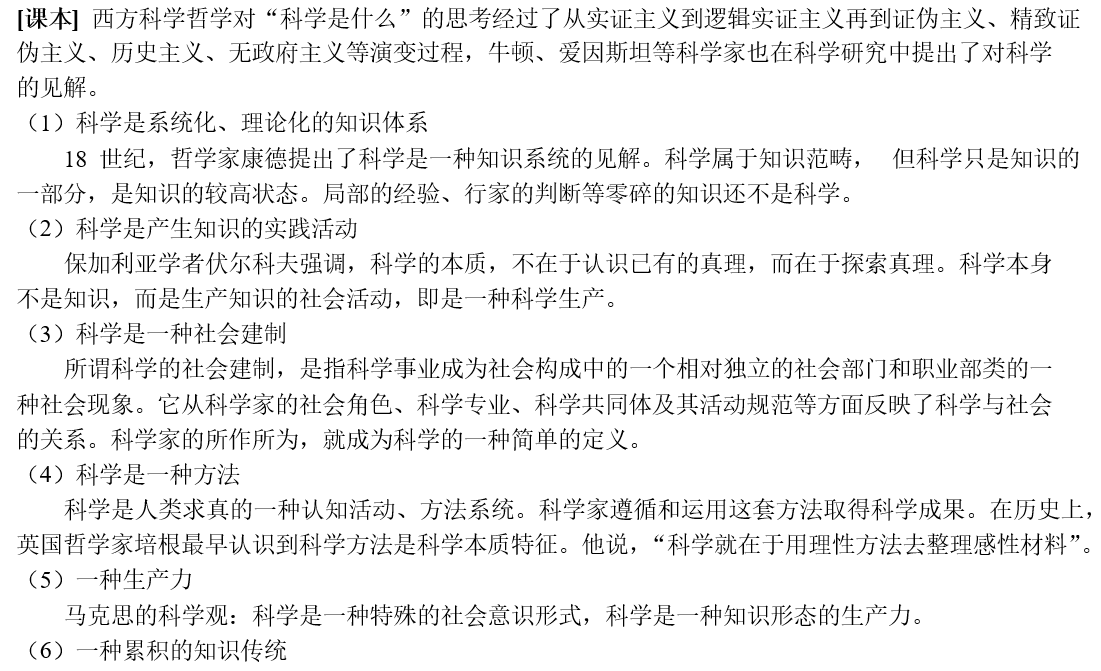 [课本] 西方科学哲学对“科学是什么”的思考经过了从实证主义到逻辑实证主义再到证伪主义、精致证
伪主义、历史主义、无政府主义等演变过程，牛顿、爱因斯坦等科学家也在科学研究中提出了对科学
的见解。
（1）科学是系统化、理论化的知识体系
18 世纪，哲学家康德提出了科学是一种知识系统的见解。科学属于知识范畴， 但科学只是知识的
一部分，是知识的较高状态。局部的经验、行家的判断等零碎的知识还不是科学。
（2）科学是产生知识的实践活动
保加利亚学者伏尔科夫强调，科学的本质，不在于认识已有的真理，而在于探索真理。科学本身
不是知识，而是生产知识的社会活动，即是一种科学生产。
（3）科学是一种社会建制
所谓科学的社会建制，是指科学事业成为社会构成中的一个相对独立的社会部门和职业部类的一
种社会现象。它从科学家的社会角色、科学专业、科学共同体及其活动规范等方面反映了科学与社会
的关系。科学家的所作所为，就成为科学的一种简单的定义。
（4）科学是一种方法
科学是人类求真的一种认知活动、方法系统。科学家遵循和运用这套方法取得科学成果。在历史上，
英国哲学家培根最早认识到科学方法是科学本质特征。他说，“科学就在于用理性方法去整理感性材料”。
（5）一种生产力
马克思的科学观：科学是一种特殊的社会意识形式，科学是一种知识形态的生产力。
（6）一种累积的知识传统